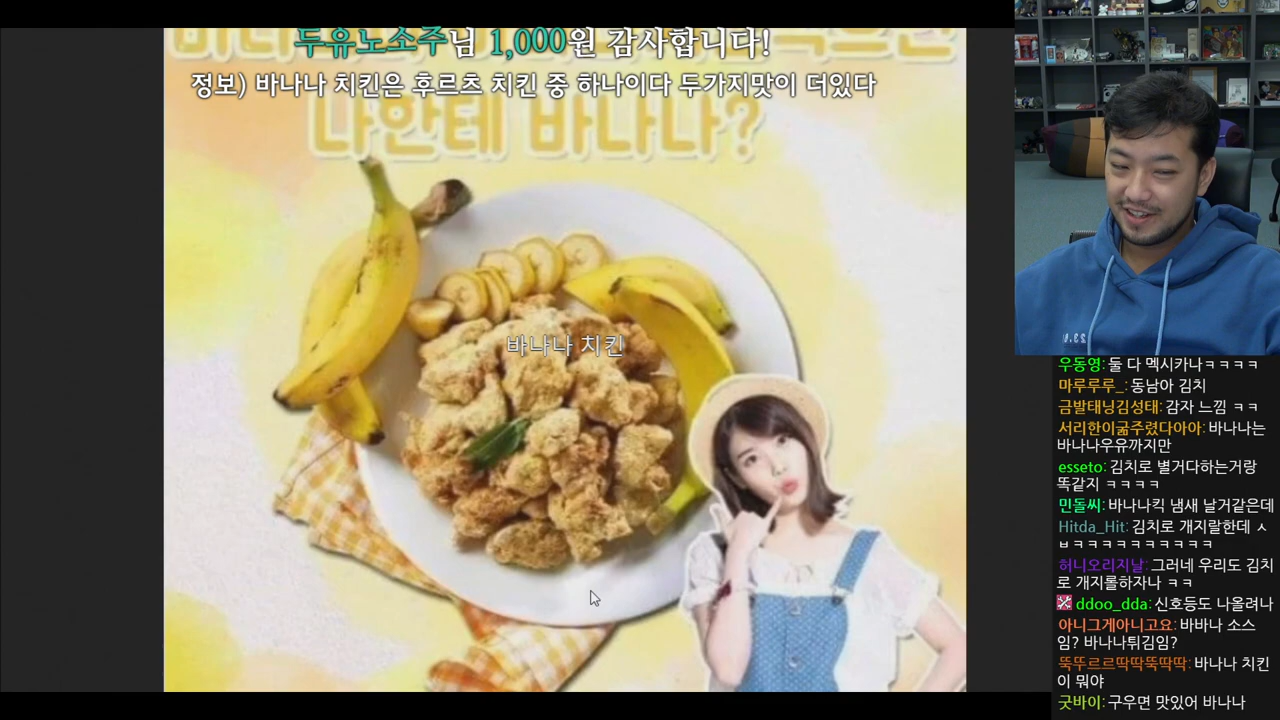 두유노소주님 1,000원 감사합니다!
정보) 바나나 치킨은 후르츠 치킨 중 하나이다 두가지맛이 더있다
나안테 바나나?
바나나 치킨
우동영: 둘 다 멕시카나ㅋㅋㅋㅋ
마루루루_: 동남아 김치
금발태닝김성태: 감자 느낌 ㅋㅋ
서리한이굶주렸다아아: 바나나는
바나나우유까지만
esseto: 김치로 별거다하는거랑
똑같지 ㅋㅋㅋㅋ
민돌씨: 바나나킥 냄새 날거같은데
Hitda_Hit: 김치로 개지랄한데 ㅅ
ㅂㅋㅋㅋㅋㅋㅋㅋㅋㅋㅋㅋ
허니오리지날: 그러네 우리도 김치
로 개지롤하자나 ㅋㅋ
ddoo_dda: 신호등도 나올려나
아니그게아니고요: 바바나 소스
임? 바나나튀김임?
뚝뚜르르딱딱뚝딱딱: 바나나 치킨
이 뭐야
굿바이: 구우면 맛있어 바나나